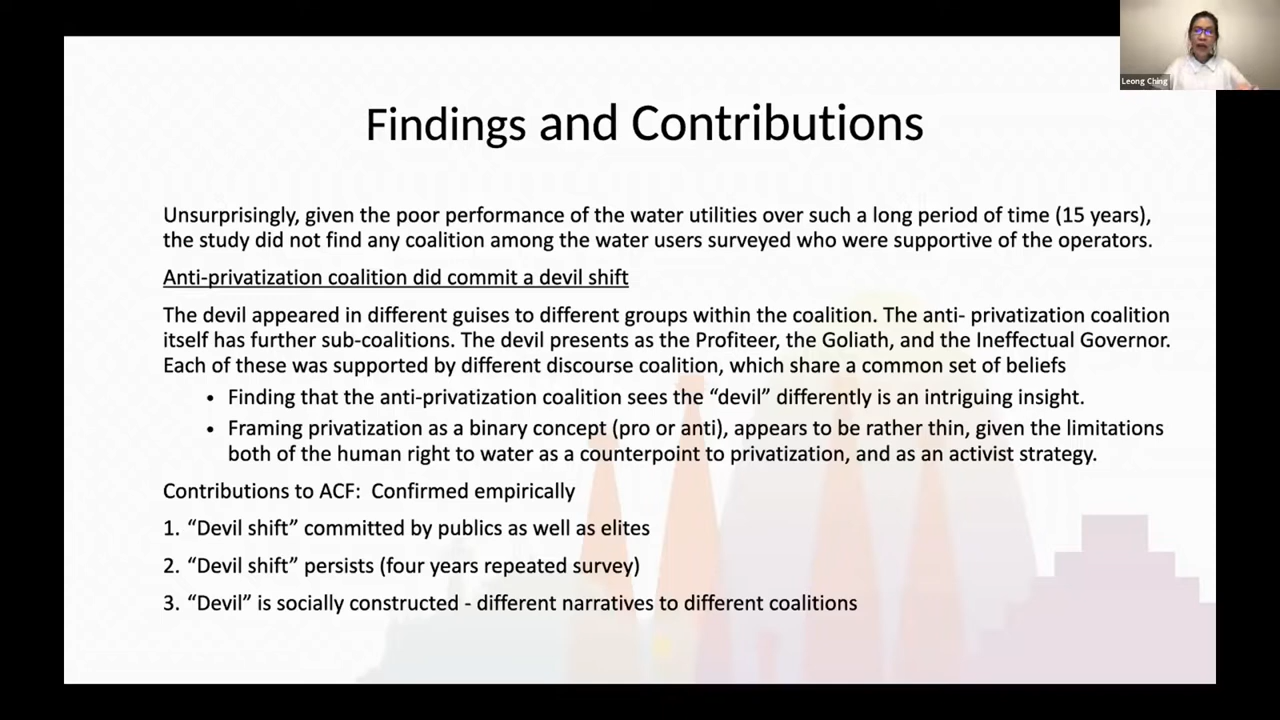 Leong Ching
Findings and Contributions
Unsurprisingly, given the poor performance of the water utilities over such a long period of time (15 years),
the study did not find any coalition among the water users surveyed who were supportive of the operators.
Anti-privatization coalition did commit a devil shift
The devil appeared in different guises to different groups within the coalition. The anti- privatization coalition
itself has further sub-coalitions. The devil presents as the Profiteer, the Goliath, and the Ineffectual Governor.
Each of these was supported by different discourse coalition, which share a common set of beliefs
• Finding that the anti-privatization coalition sees the “devil” differently is an intriguing insight.
• Framing privatization as a binary concept (pro or anti), appears to be rather thin, given the limitations
both of the human right to water as a counterpoint to privatization, and as an activist strategy.
Contributions to ACF: Confirmed empirically
1. “Devil shift” committed by publics as well as elites
2. “Devil shift” persists (four years repeated survey)
3. “Devil” is socially constructed - different narratives to different coalitions